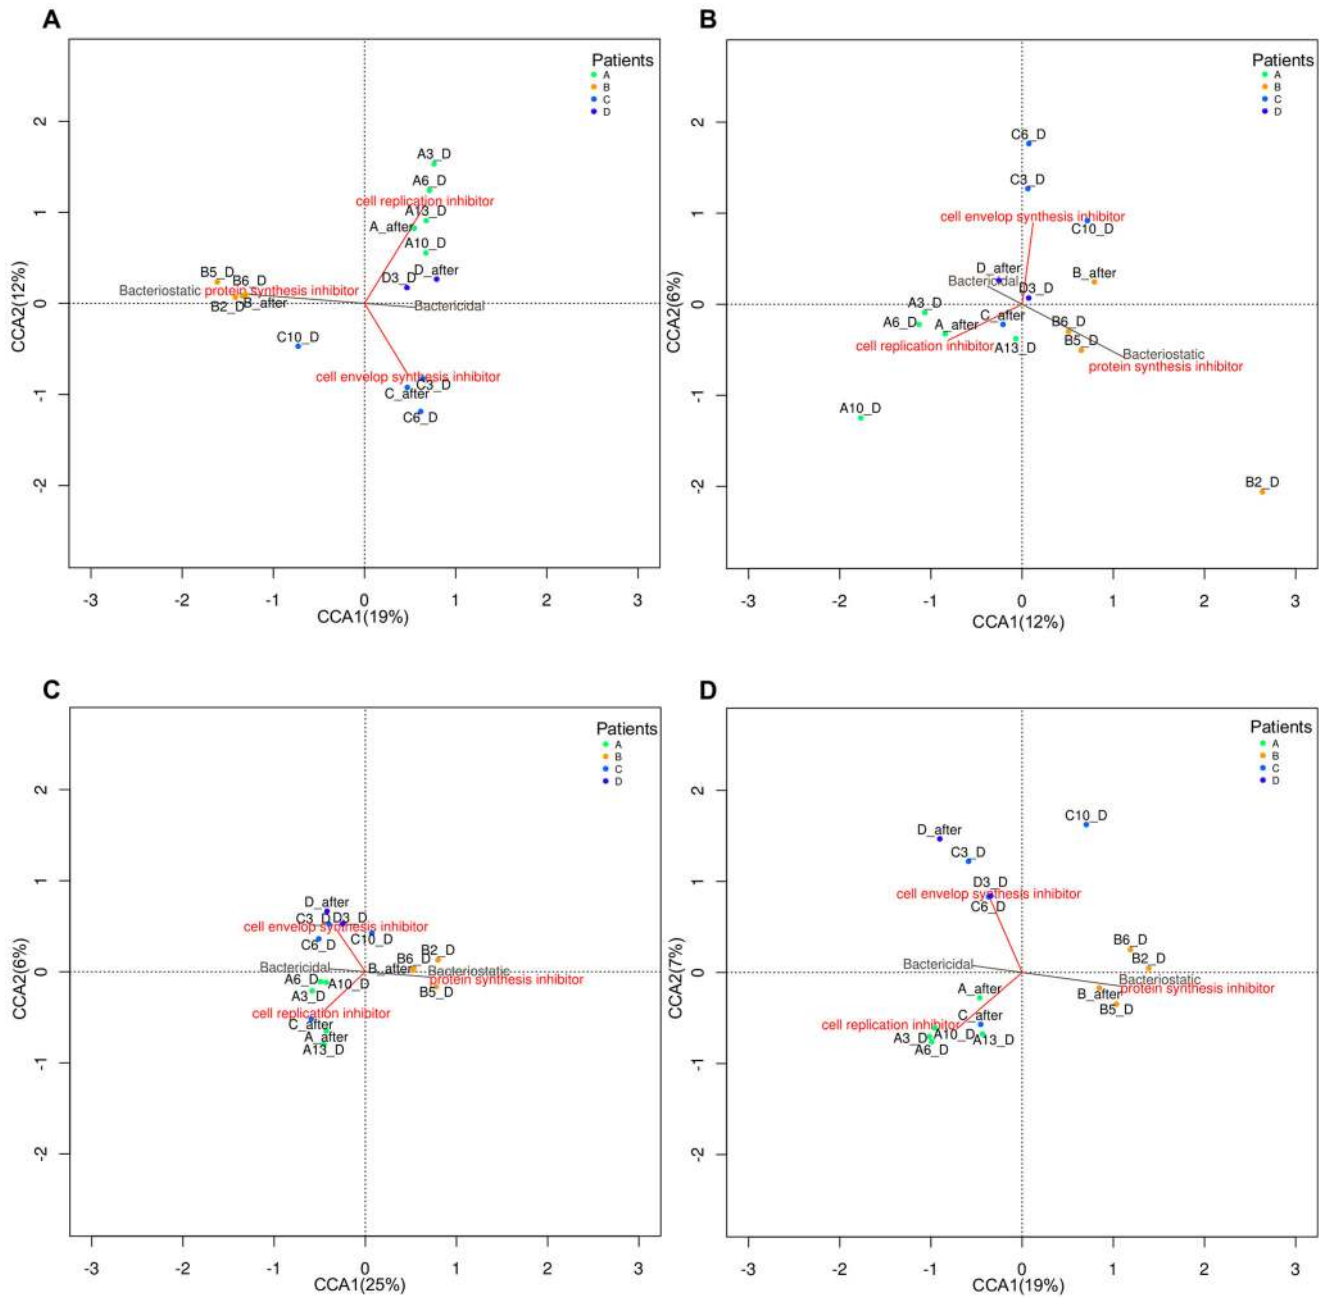 A
Patients
A
B
C
D
A3_D
A6_D
cell replication inhibitor
A13_D
A_after
A10_D
D_after
D3_D
B5_D
B6_D
Bacteriostatic
protein synthesis inhibitor
B2_D
B_after
Bactericidal
C10_D
cell envelop synthesis inhibitor
C3_D
C_after
C6_D
2
1
0
-1
-2
CCA2(12%)
-3 -2 -1 0 1 2 3
CCA1(19%)
B
Patients
A
B
C
D
C6_D
C3_D
cell envelop synthesis inhibitor
C10_D
D_after
B_after
Bactericidal
D3_D
A3_D
A6_D
A_after
C_after
B6_D
B5_D
cell replication inhibitor
A13_D
Bacteriostatic
protein synthesis inhibitor
A10_D
B2_D
2
1
0
-1
-2
CCA2(6%)
-3 -2 -1 0 1 2 3
CCA1(12%)
C
Patients
A
B
C
D
D_after
C3_D
D3_D
cell envelop synthesis inhibitor
C6_D
C10_D
B2_D
B6_D
B_after
Bactericidal
Bacteriostatic
protein synthesis inhibitor
A6_D
A10_D
A3_D
B5_D
cell replication inhibitor
C_after
A_after
A13_D
2
1
0
-1
-2
CCA2(6%)
-3 -2 -1 0 1 2 3
CCA1(25%)
D
Patients
A
B
C
D
D_after
C10_D
C3_D
D3_D
cell envelop synthesis inhibitor
C6_D
B6_D
B2_D
Bactericidal
Bacteriostatic
protein synthesis inhibitor
A_after
B_after
B5_D
C_after
cell replication inhibitor
A3_D
A10_D
A13_D
A6_D
2
1
0
-1
-2
CCA2(7%)
-3 -2 -1 0 1 2 3
CCA1(19%)